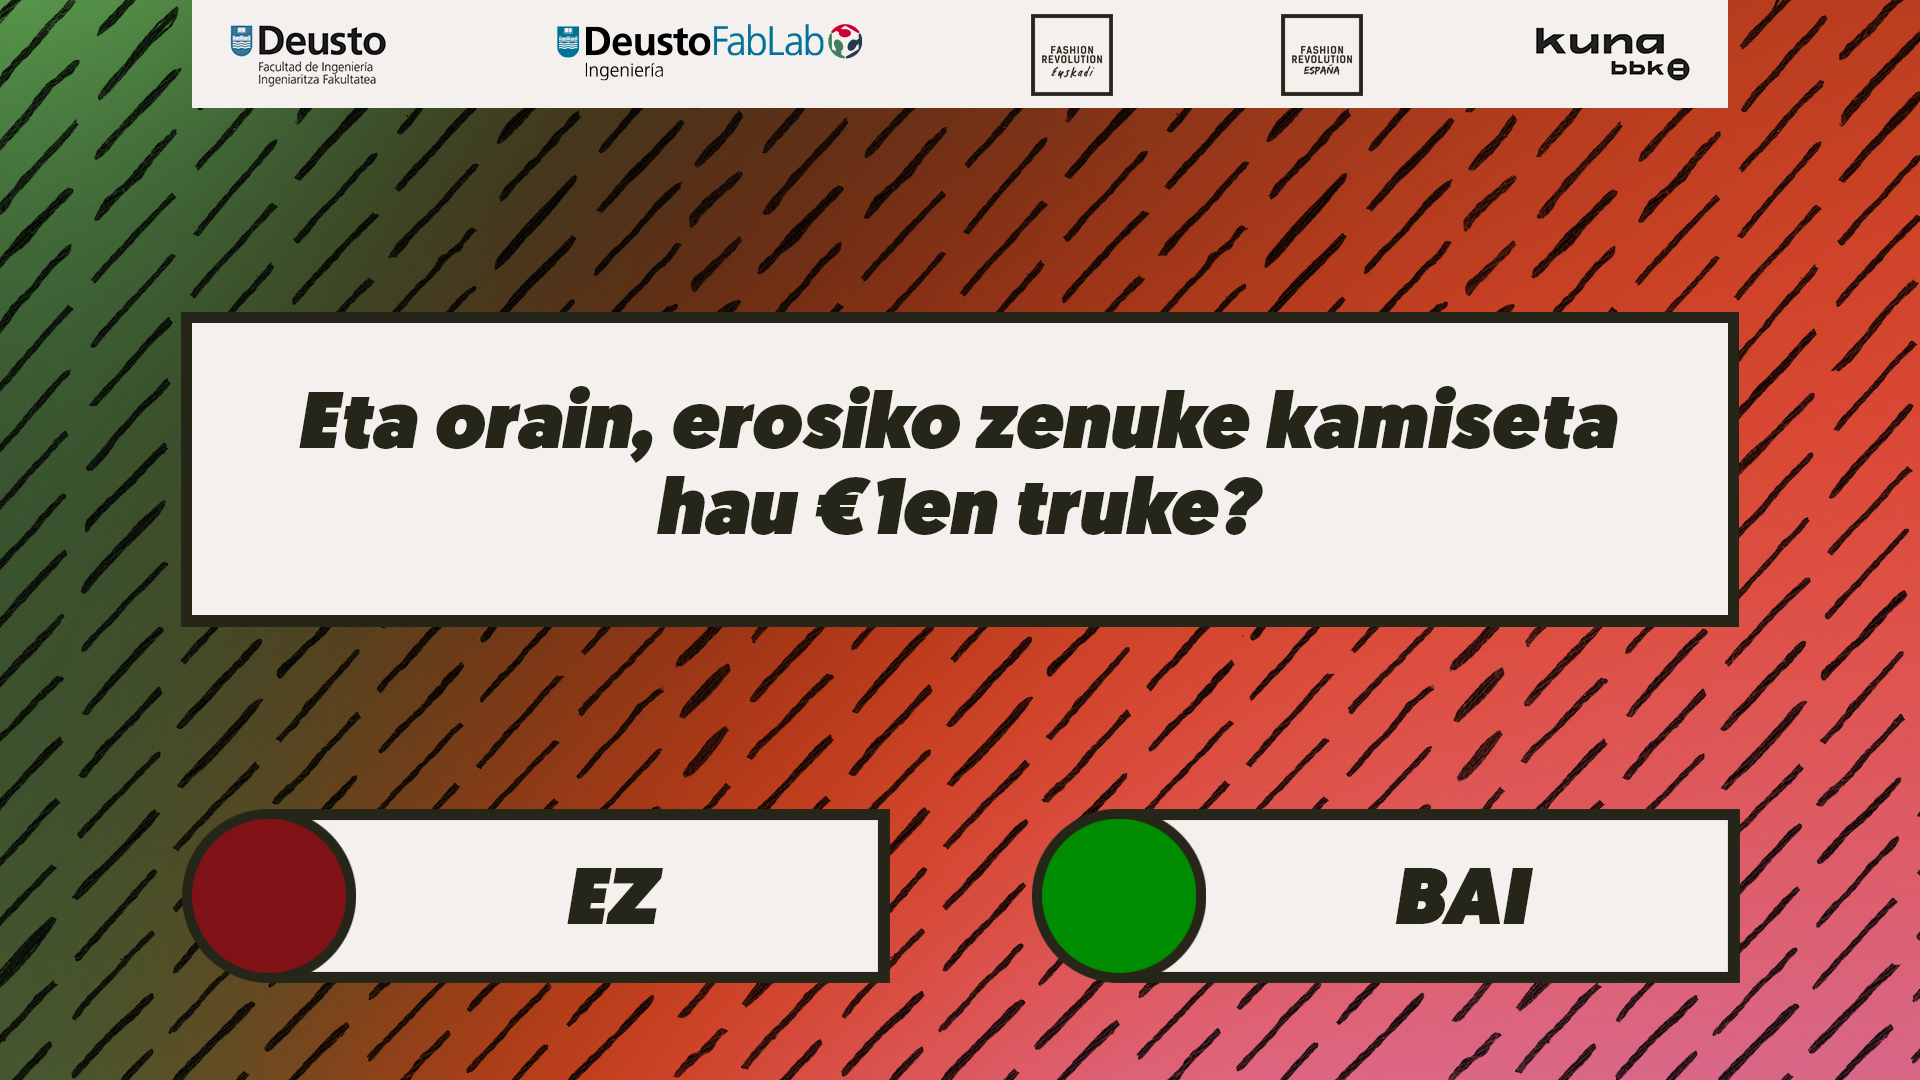 Deusto
Facultad de Ingeniería
Ingeniaritza Fakultatea
DeustoFabLab
Ingeniería
FASHION
REVOLUTION
Euskadi
FASHION
REVOLUTION
ESPAÑA
kuna
bbk
Eta orain, erosiko zenuke kamiseta
hau €1en truke?
EZ
BAI